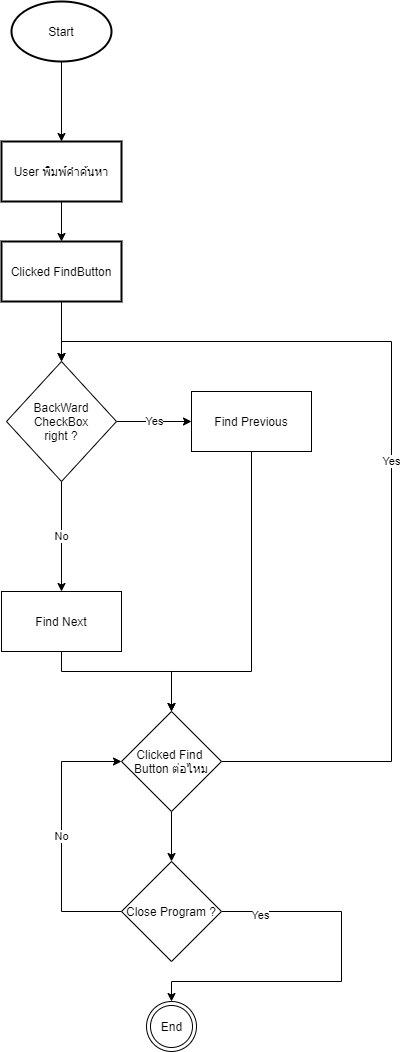 Start
User พิมพ์คำค้นหา
Clicked FindButton
BackWard
CheckBox
right ?
Yes
Find Previous
Yes
No
Find Next
Clicked Find
Button ต่อไหม
No
Close Program ?
Yes
End